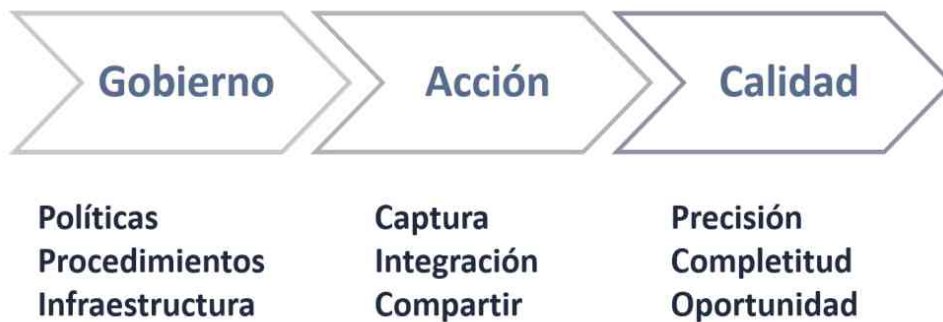 Gobierno
Acción
Calidad
Políticas
Procedimientos
Infraestructura
Captura
Integración
Compartir
Precisión
Completitud
Oportunidad